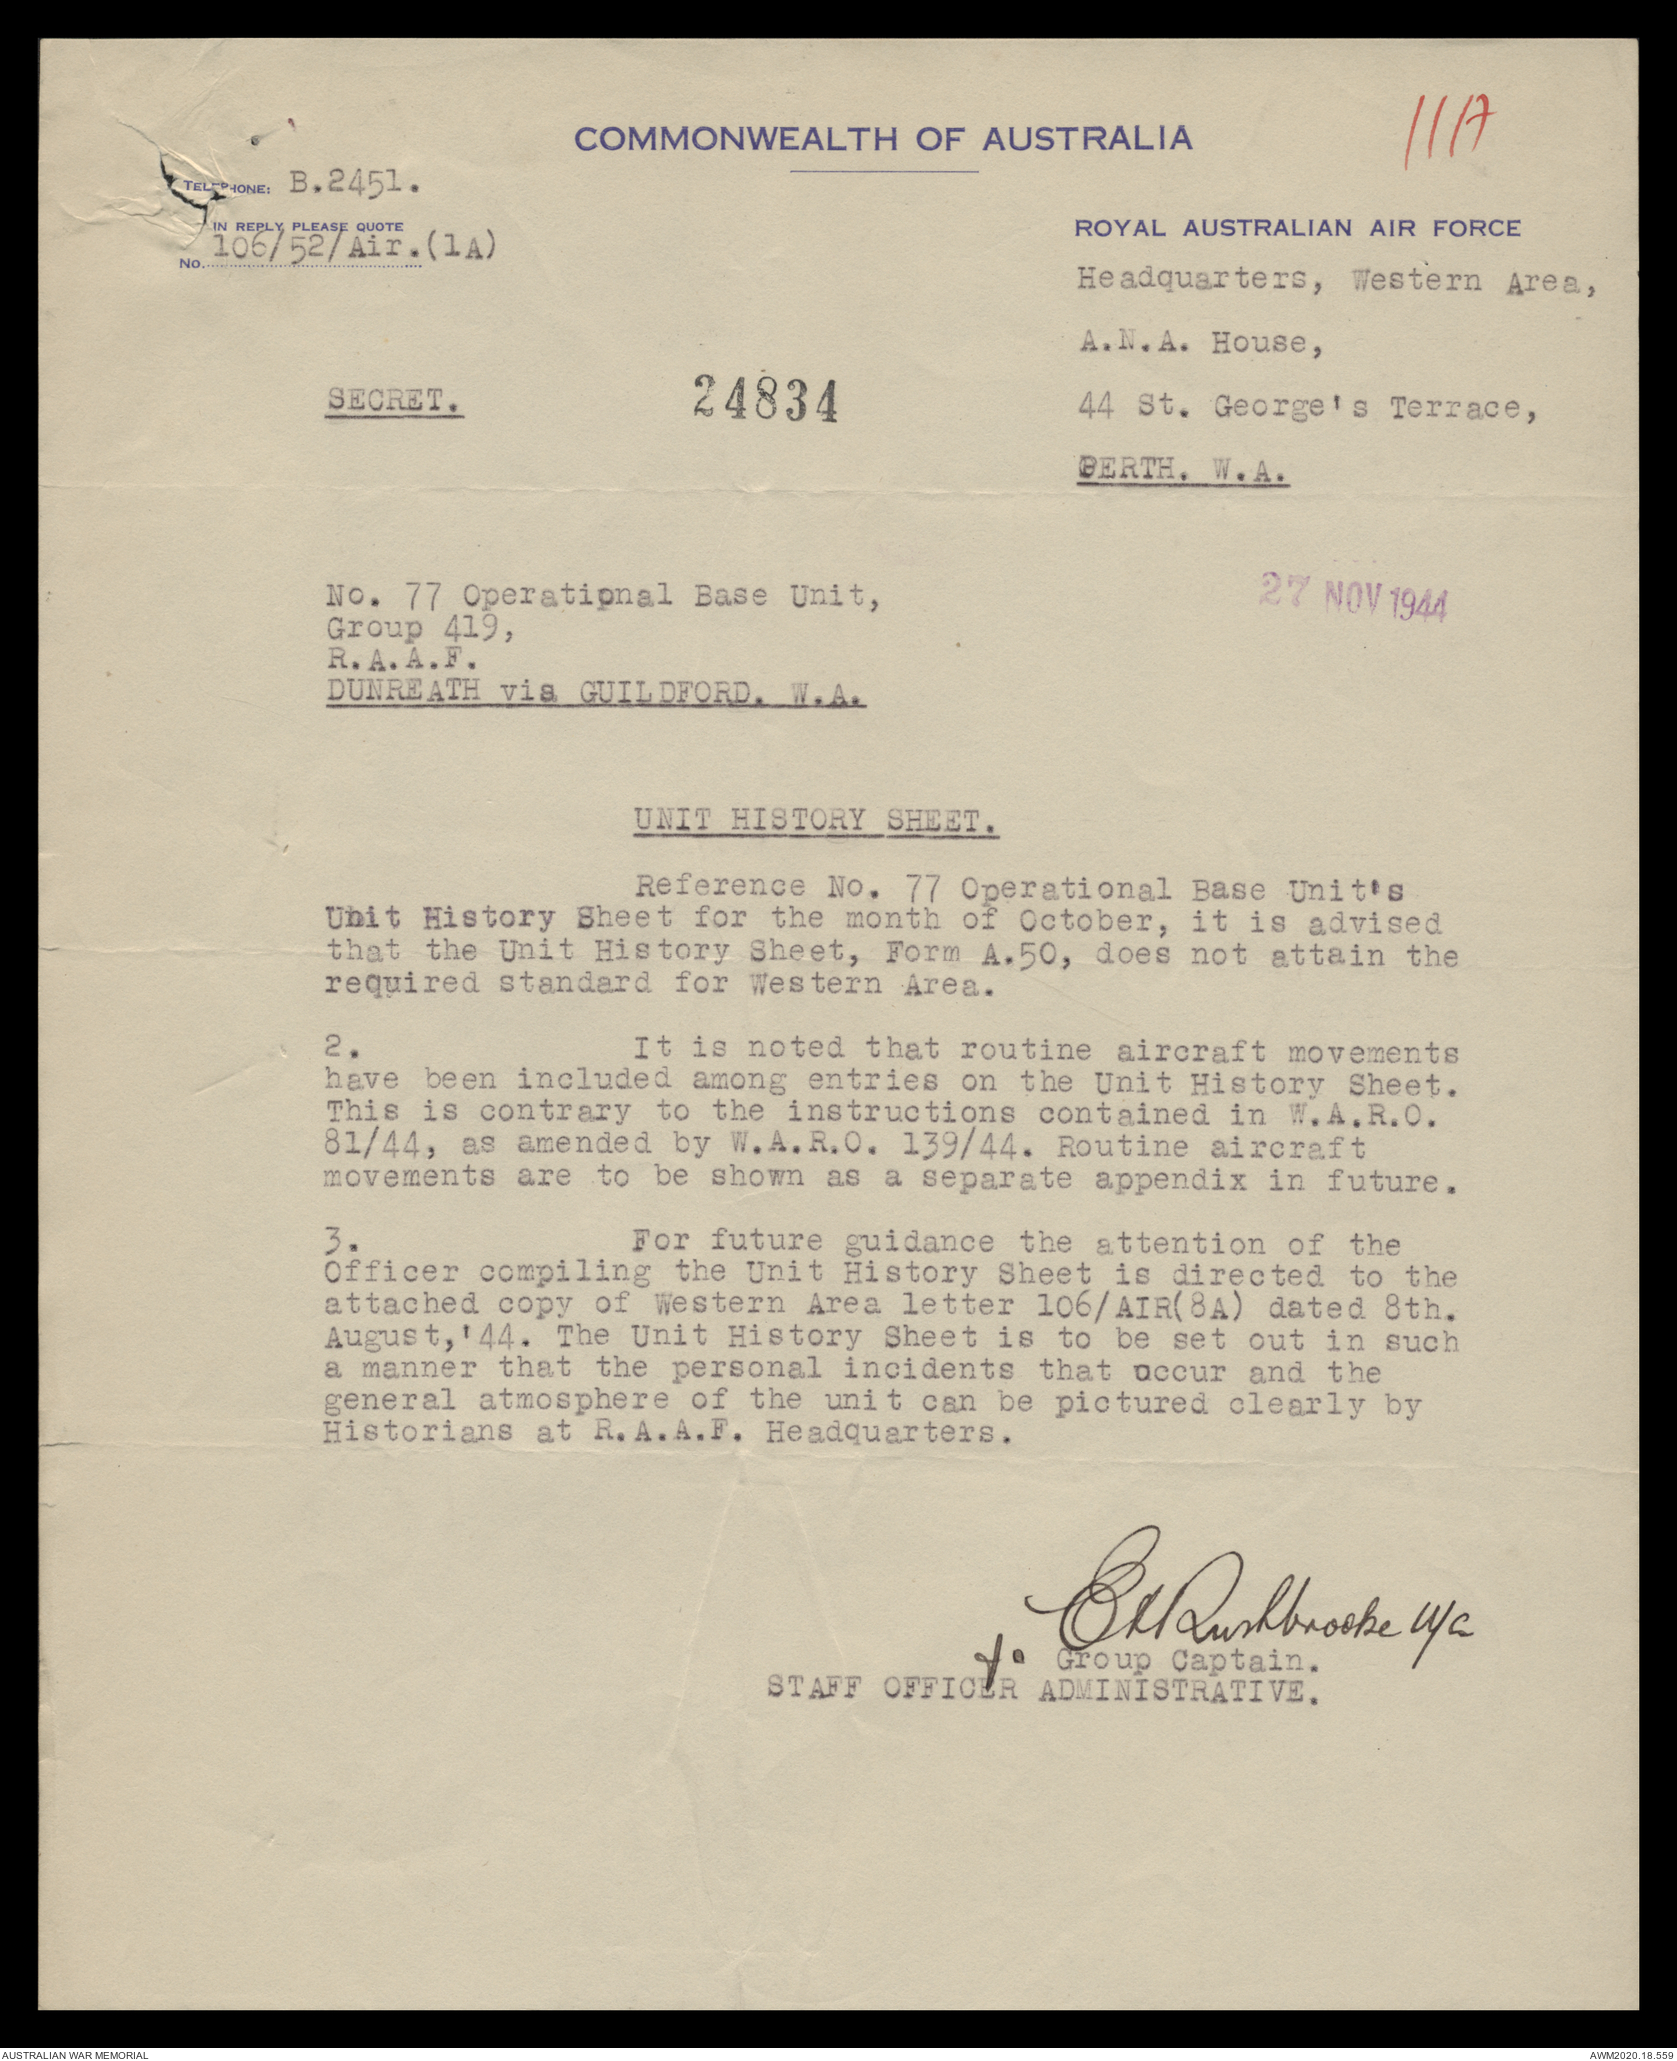 COMMONWEALTH OF AUSTRALIA
11A
TELEPHONE: B.2451.
IN REPLY PLEASE QUOTE
No. 106/52/Air.(1A)
ROYAL AUSTRALIAN AIR FORCE
Headquarters, Western Area,
A.N.A. House,
SECRET.
24834
44 St. George's Terrace,
PERTH. W.A.
No. 77 Operational Base Unit,
27 NOV 1944
Group 419,
R.A.A.F.
DUNREATH via GUILDFORD. W.A.
UNIT HISTORY SHEET.
Reference No. 77 Operational Base Unit's
Unit History Sheet for the month of October, it is advised
that the Unit History Sheet, Form A.50, does not attain the
required standard for Western Area.
2. It is noted that routine aircraft movements
have been included among entries on the Unit History Sheet.
This is contrary to the instructions contained in W.A.R.O.
81/44, as amended by W.A.R.O. 139/44. Routine aircraft
movements are to be shown as a separate appendix in future.
3. For future guidance the attention of the
Officer compiling the Unit History Sheet is directed to the
attached copy of Western Area letter 106/AIR(8A) dated 8th.
August,'44. The Unit History Sheet is to be set out in such
a manner that the personal incidents that occur and the
general atmosphere of the unit can be pictured clearly by
Historians at R.A.A.F. Headquarters.
Rushbrooke W/C
Group Captain.
STAFF OFFICER ADMINISTRATIVE.
AUSTRALIAN WAR MEMORIAL
AWM2020.18.559